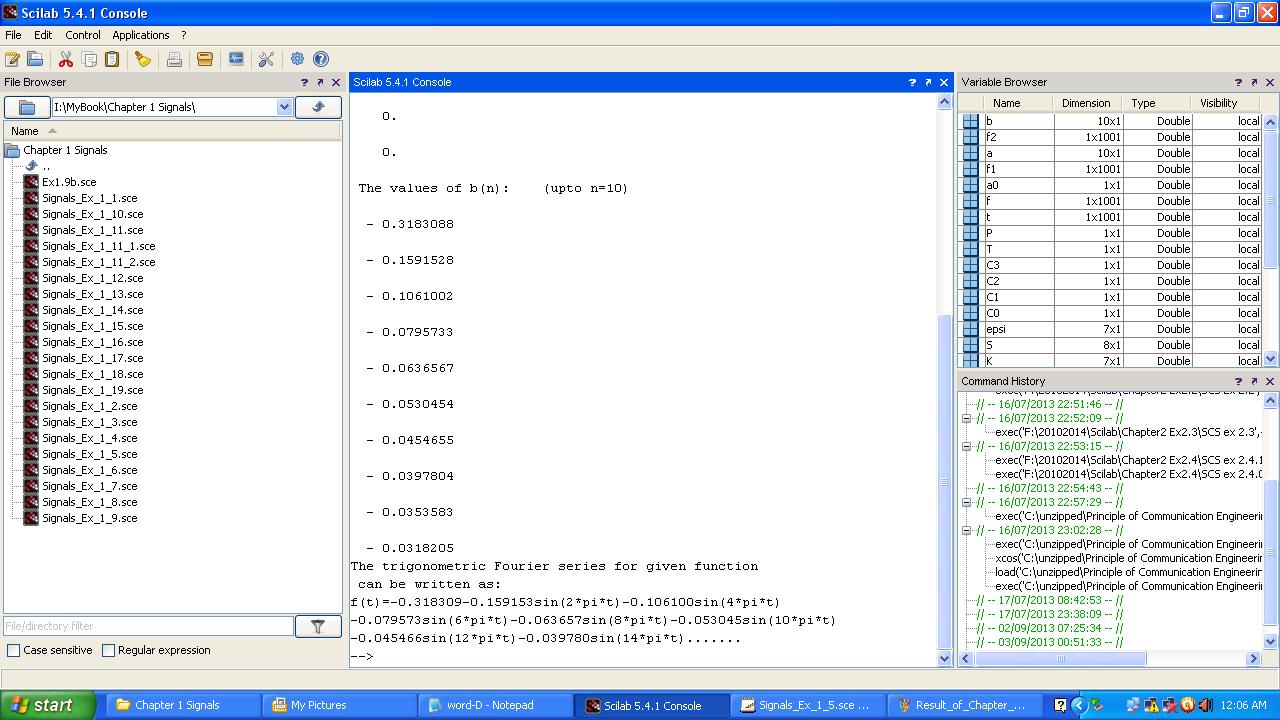 Scilab 5.4.1 Console
File Edit Control Applications ?
File Browser
I:\MyBook\Chapter 1 Signals\
Name
Chapter 1 Signals
..
Ex1.9b.sce
Signals_Ex_1_1.sce
Signals_Ex_1_10.sce
Signals_Ex_1_11.sce
Signals_Ex_1_11_1.sce
Signals_Ex_1_11_2.sce
Signals_Ex_1_12.sce
Signals_Ex_1_13.sce
Signals_Ex_1_14.sce
Signals_Ex_1_15.sce
Signals_Ex_1_16.sce
Signals_Ex_1_17.sce
Signals_Ex_1_18.sce
Signals_Ex_1_19.sce
Signals_Ex_1_2.sce
Signals_Ex_1_3.sce
Signals_Ex_1_4.sce
Signals_Ex_1_5.sce
Signals_Ex_1_6.sce
Signals_Ex_1_7.sce
Signals_Ex_1_8.sce
Signals_Ex_1_9.sce
File/directory filter
Case sensitive Regular expression
Scilab 5.4.1 Console
0.
0.
The values of b(n): (upto n=10)
- 0.3183088
- 0.1591528
- 0.1061002
- 0.0795733
- 0.0636567
- 0.0530454
- 0.0454655
- 0.0397804
- 0.0353583
- 0.0318205
The trigonometric Fourier series for given function
can be written as:
f(t)=-0.318309-0.159153sin(2*pi*t)-0.106100sin(4*pi*t)
-0.079573sin(6*pi*t)-0.063657sin(8*pi*t)-0.053045sin(10*pi*t)
-0.045466sin(12*pi*t)-0.039780sin(14*pi*t).......
-->
Variable Browser
Name Dimension Type Visibility
b 10x1 Double local
f2 1x1001 Double local
a 10x1 Double local
f1 1x1001 Double local
a0 1x1 Double local
f 1x1001 Double local
t 1x1001 Double local
P 1x1 Double local
T 1x1 Double local
C3 1x1 Double local
C2 1x1 Double local
C1 1x1 Double local
C0 1x1 Double local
epsi 7x1 Double local
S 8x1 Double local
K 7x1 Double local
Command History
// -- 16/07/2013 22:51:46 -- //
// -- 16/07/2013 22:52:09 -- //
exec('F:\20102014\Scilab\Chapter2 Ex2.3\SCS ex 2.3',
// -- 16/07/2013 22:53:15 -- //
exec('F:\20102014\Scilab\Chapter2 Ex2.4\SCS ex 2.4.1
exec('F:\20102014\Scilab\Chapter2 Ex2.4\SCS ex 2.4.
// -- 16/07/2013 22:54:43 -- //
// -- 16/07/2013 22:57:29 -- //
exec('C:\unzipped\Principle of Communication Engineerin
// -- 16/07/2013 23:02:28 -- //
exec('C:\unzipped\Principle of Communication Engineerin
xcos('C:\unzipped\Principle of Communication Engineerin
load('C:\unzipped\Principle of Communication Engineerin
exec('C:\unzipped\Principle of Communication Engineerin
// -- 17/07/2013 08:42:53 -- //
// -- 17/07/2013 23:38:09 -- //
// -- 02/09/2013 07:25:34 -- //
// -- 03/09/2013 00:51:33 -- //
start Chapter 1 Signals My Pictures word-D - Notepad Scilab 5.4.1 Console Signals_Ex_1_5.sce ... Result_of_Chapter_... 12:06 AM